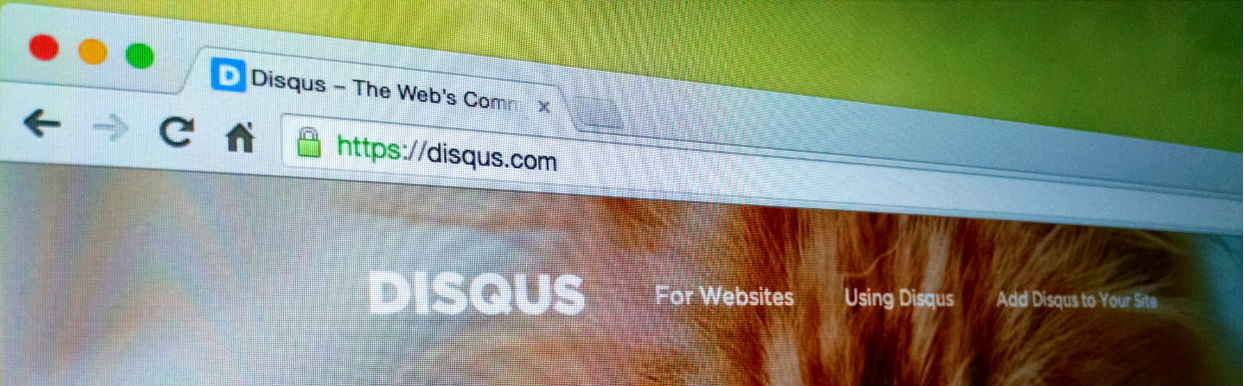 D Disqus – The Web's Comm
https://disqus.com
DISQUS For Websites Using Disqus Add Disqus to Your Site